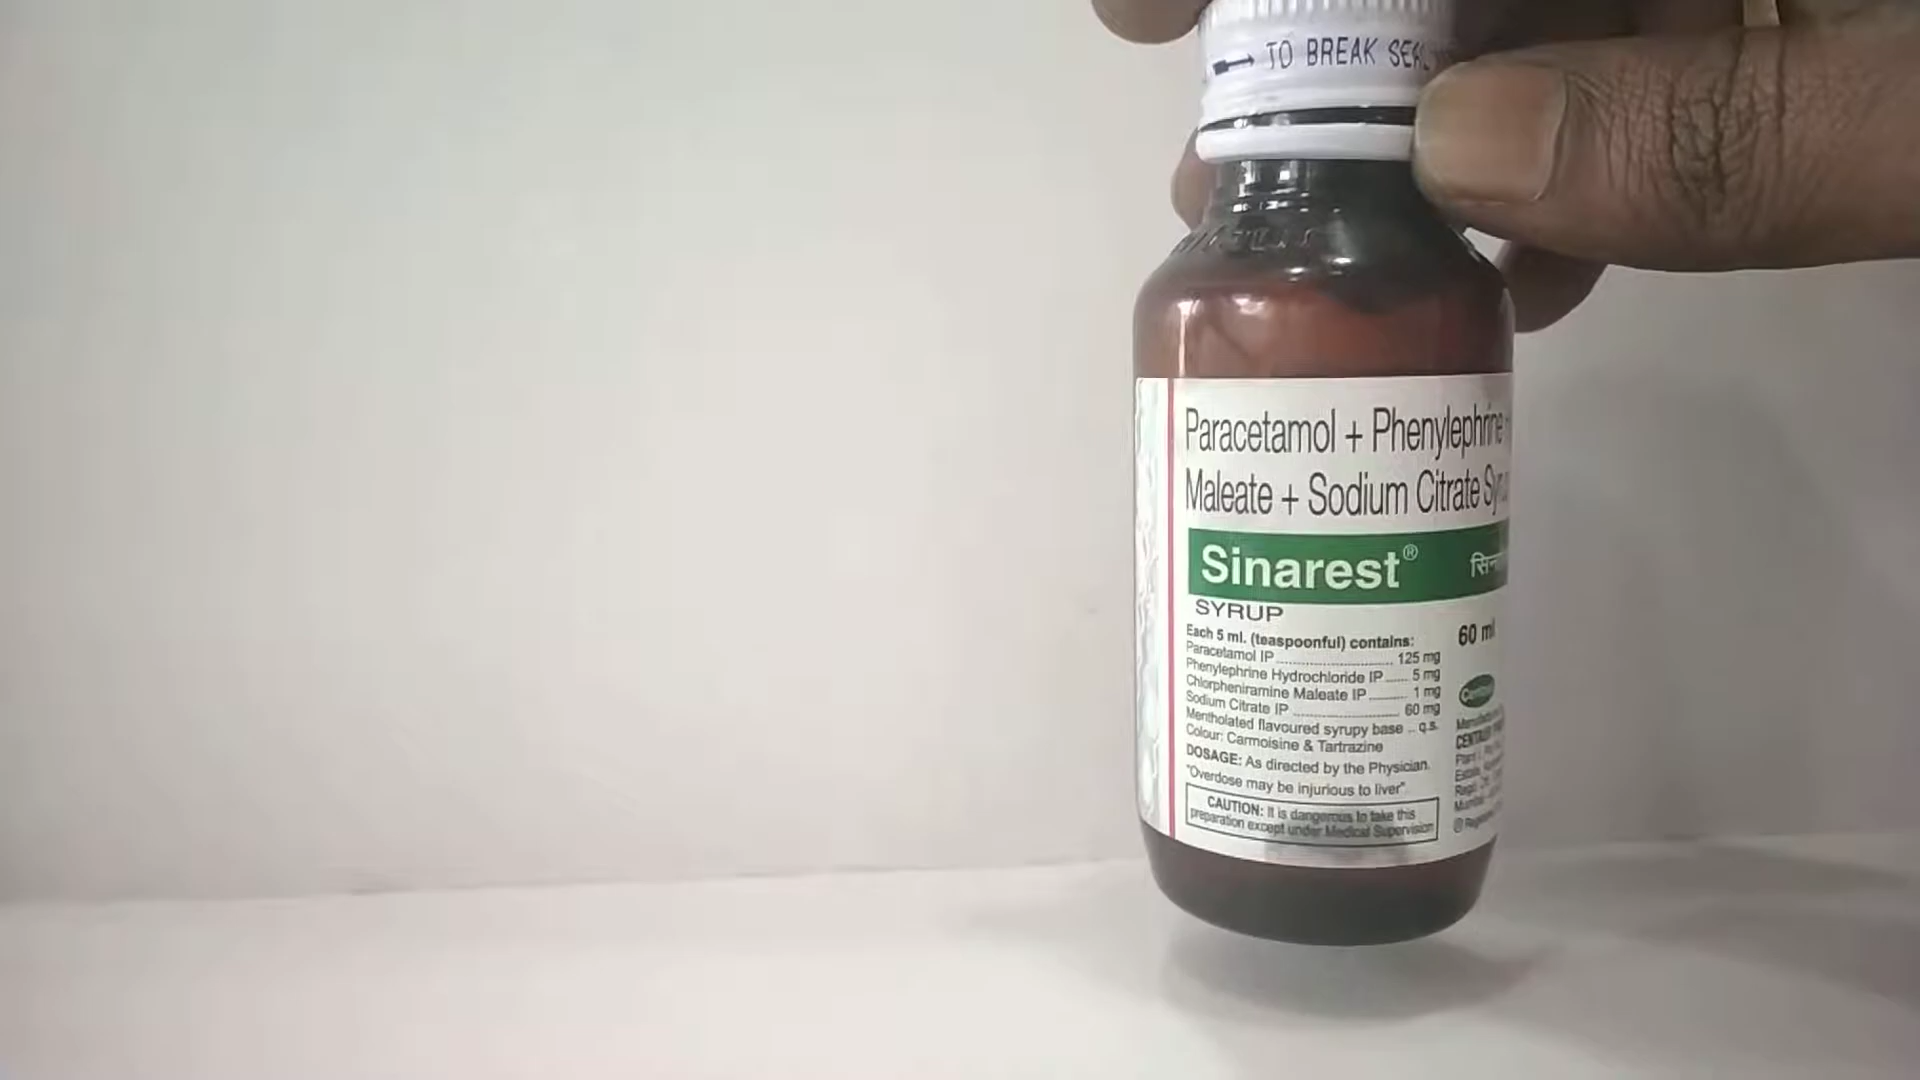 TO BREAK SEAL
Paracetamol + Phenylephrine
Maleate + Sodium Citrate
Sinarest®
SYRUP
Each 5 ml. (teaspoonful) contains:
Paracetamol IP ........................ 125 mg
Phenylephrine Hydrochloride IP ...... 5 mg
Chlorpheniramine Maleate IP ......... 1 mg
Sodium Citrate IP ...................... 60 mg
Mentholated flavoured syrupy base .. q.s.
Colour: Carmoisine & Tartrazine
DOSAGE: As directed by the Physician.
"Overdose may be injurious to liver".
CAUTION: It is dangerous to take this
preparation except under Medical Supervision
60 ml